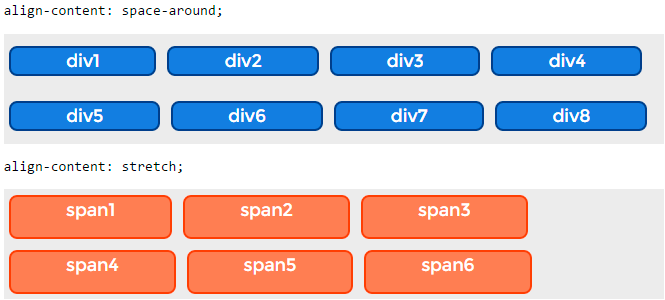 align-content: space-around;
div1 div2 div3 div4
div5 div6 div7 div8
align-content: stretch;
span1 span2 span3
span4 span5 span6